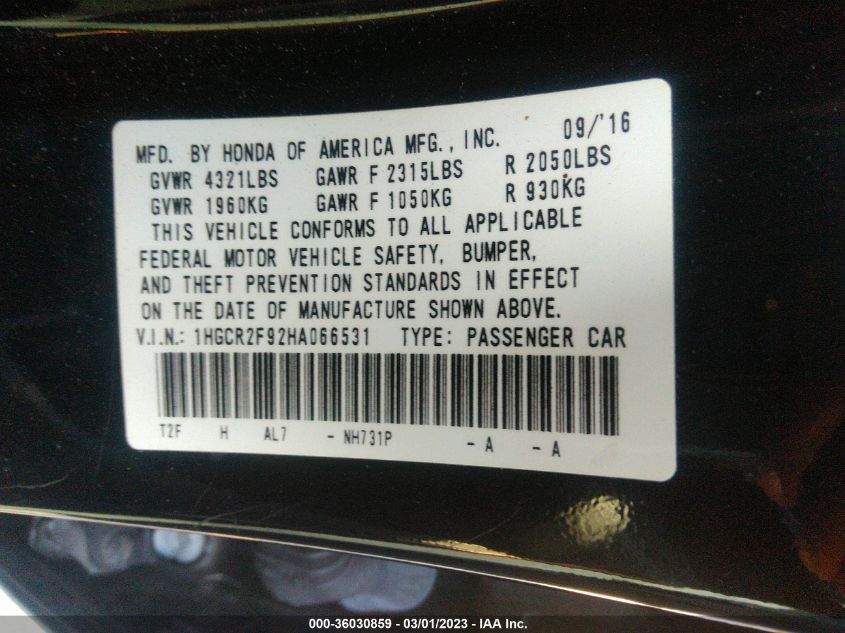 MFD. BY HONDA OF AMERICA MFG., INC. 09/'16
GVWR 4321LBS GAWR F 2315LBS R 2050LBS
GVWR 1960KG GAWR F 1050KG R 930KG
THIS VEHICLE CONFORMS TO ALL APPLICABLE
FEDERAL MOTOR VEHICLE SAFETY, BUMPER,
AND THEFT PREVENTION STANDARDS IN EFFECT
ON THE DATE OF MANUFACTURE SHOWN ABOVE.
V.I.N.: 1HGCR2F92HA066531 TYPE: PASSENGER CAR
T2F H AL7 - NH731P - A - A
000-36030859 - 03/01/2023 - IAA Inc.